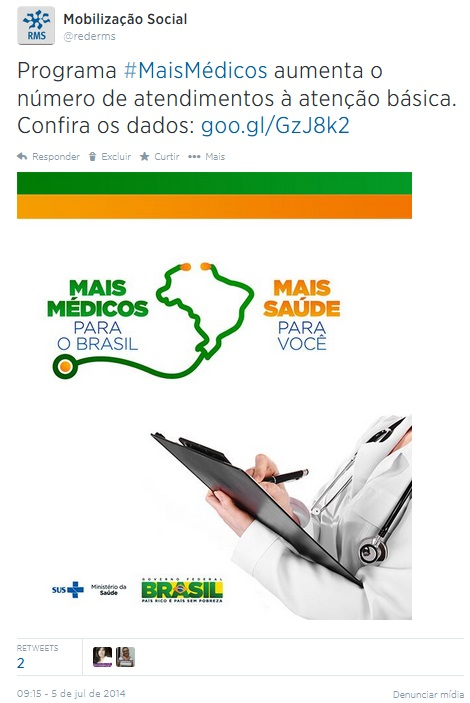 Mobilização Social
RMS
@rederms
Programa #MaisMédicos aumenta o
número de atendimentos à atenção básica.
Confira os dados: goo.gl/GzJ8k2
Responder Excluir Curtir Mais
MAIS
MÉDICOS
PARA
O BRASIL
MAIS
SAÚDE
PARA
VOCÊ
SUS
Ministério da
Saúde
GOVERNO FEDERAL
BRASIL
PAÍS RICO É PAÍS SEM POBREZA
RETWEETS
2
09:15 - 5 de jul de 2014
Denunciar mídia